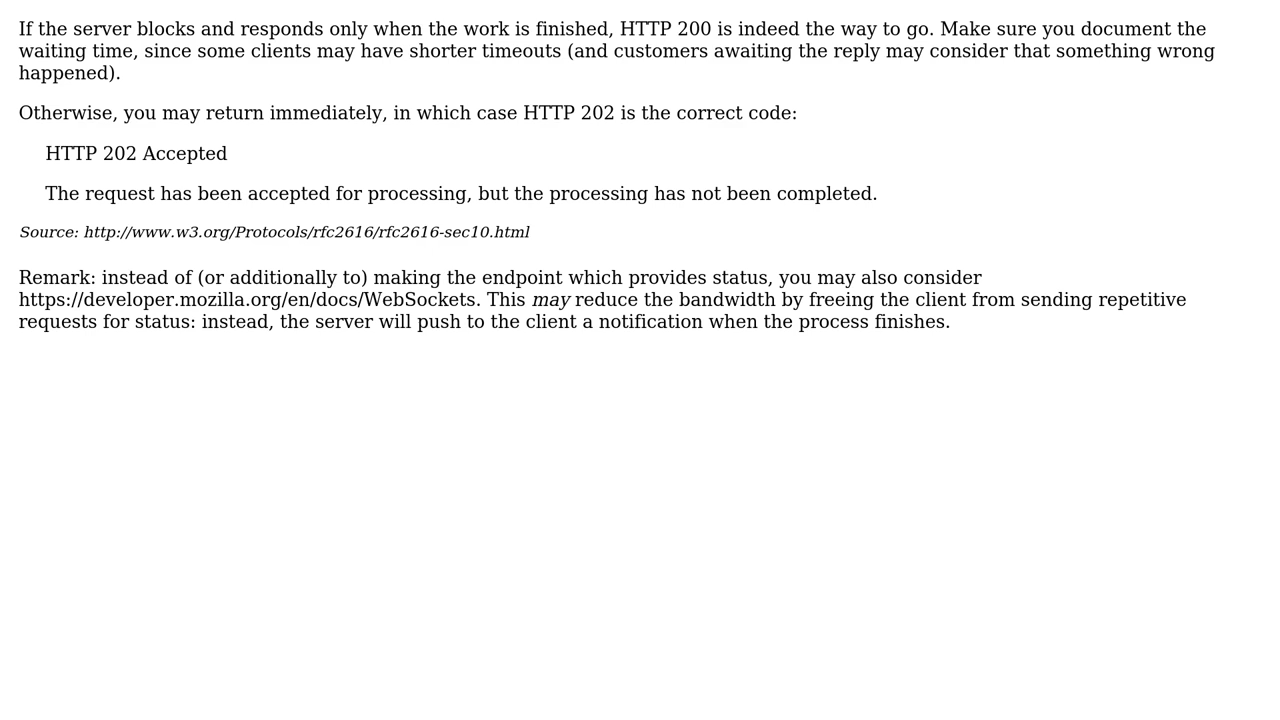 If the server blocks and responds only when the work is finished, HTTP 200 is indeed the way to go. Make sure you document the
waiting time, since some clients may have shorter timeouts (and customers awaiting the reply may consider that something wrong
happened).
Otherwise, you may return immediately, in which case HTTP 202 is the correct code:
HTTP 202 Accepted
The request has been accepted for processing, but the processing has not been completed.
Source: http://www.w3.org/Protocols/rfc2616/rfc2616-sec10.html
Remark: instead of (or additionally to) making the endpoint which provides status, you may also consider
https://developer.mozilla.org/en/docs/WebSockets. This may reduce the bandwidth by freeing the client from sending repetitive
requests for status: instead, the server will push to the client a notification when the process finishes.